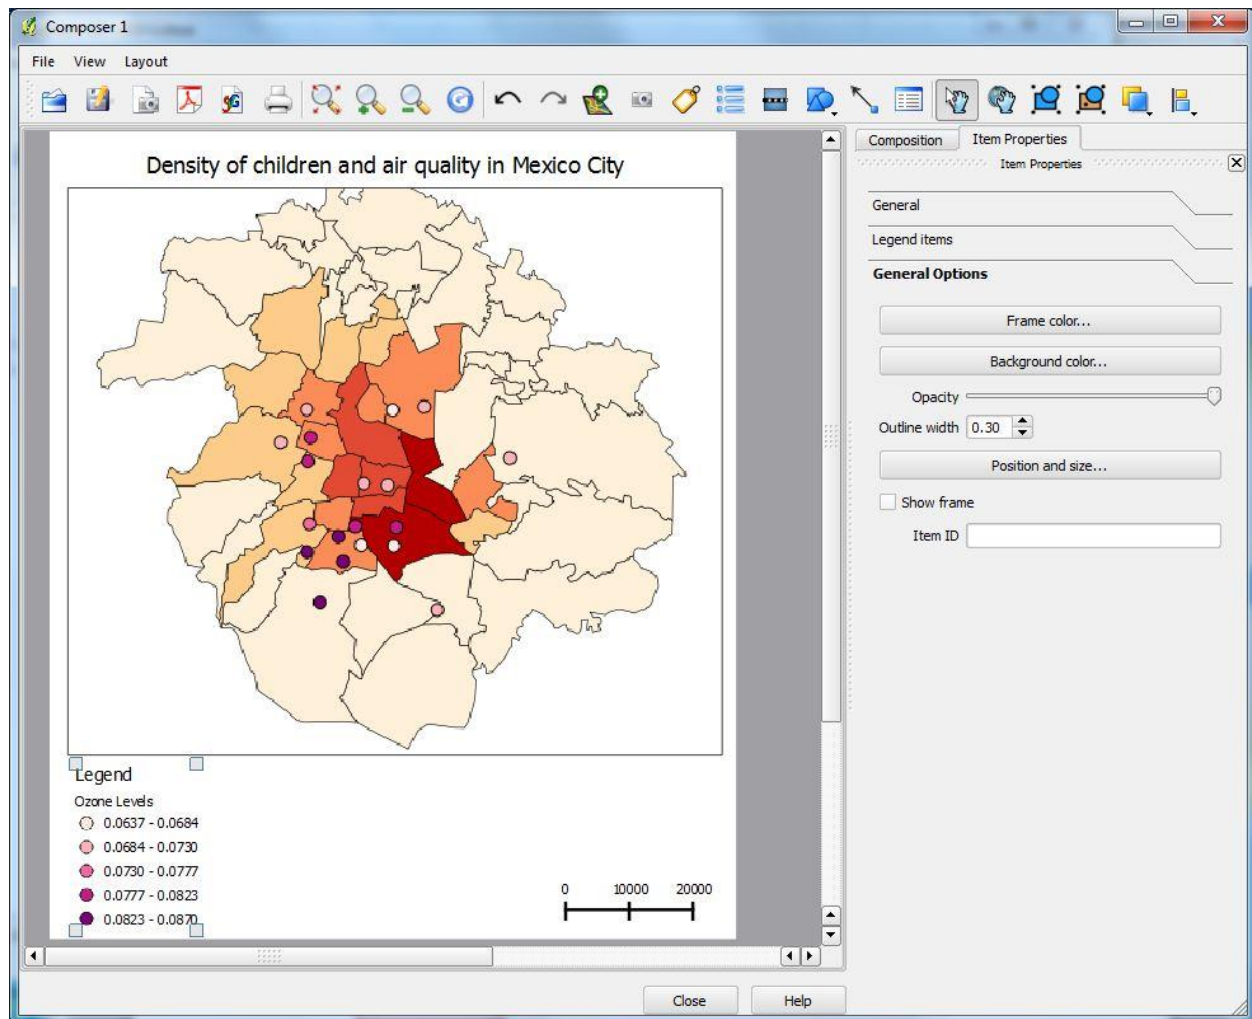 Composer 1
File View Layout
Composition Item Properties
Item Properties
Density of children and air quality in Mexico City
General
Legend items
General Options
Frame color...
Background color...
Opacity
Outline width 0.30
Position and size...
Show frame
Item ID
Legend
Ozone Levels
0.0637 - 0.0684
0.0684 - 0.0730
0.0730 - 0.0777
0.0777 - 0.0823
0.0823 - 0.0870
0 10000 20000
Close Help